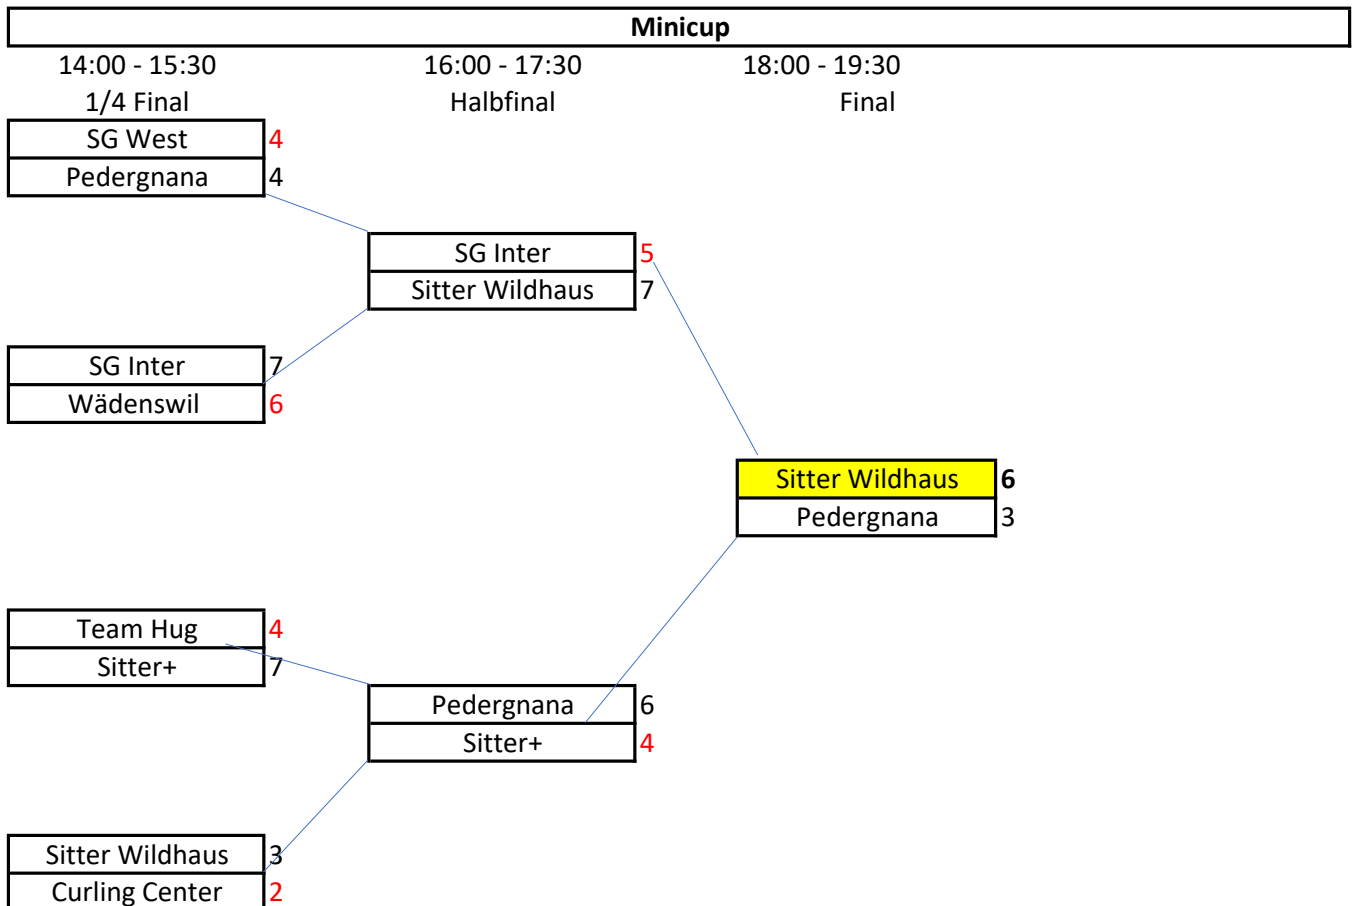 Minicup
14:00 - 15:30 16:00 - 17:30 18:00 - 19:30
1/4 Final Halbfinal Final
SG West 4
Pedergnana 4
SG Inter 5
Sitter Wildhaus 7
SG Inter 7
Wädenswil 6
Sitter Wildhaus 6
Pedergnana 3
Team Hug 4
Sitter+ 7
Pedergnana 6
Sitter+ 4
Sitter Wildhaus 3
Curling Center 2